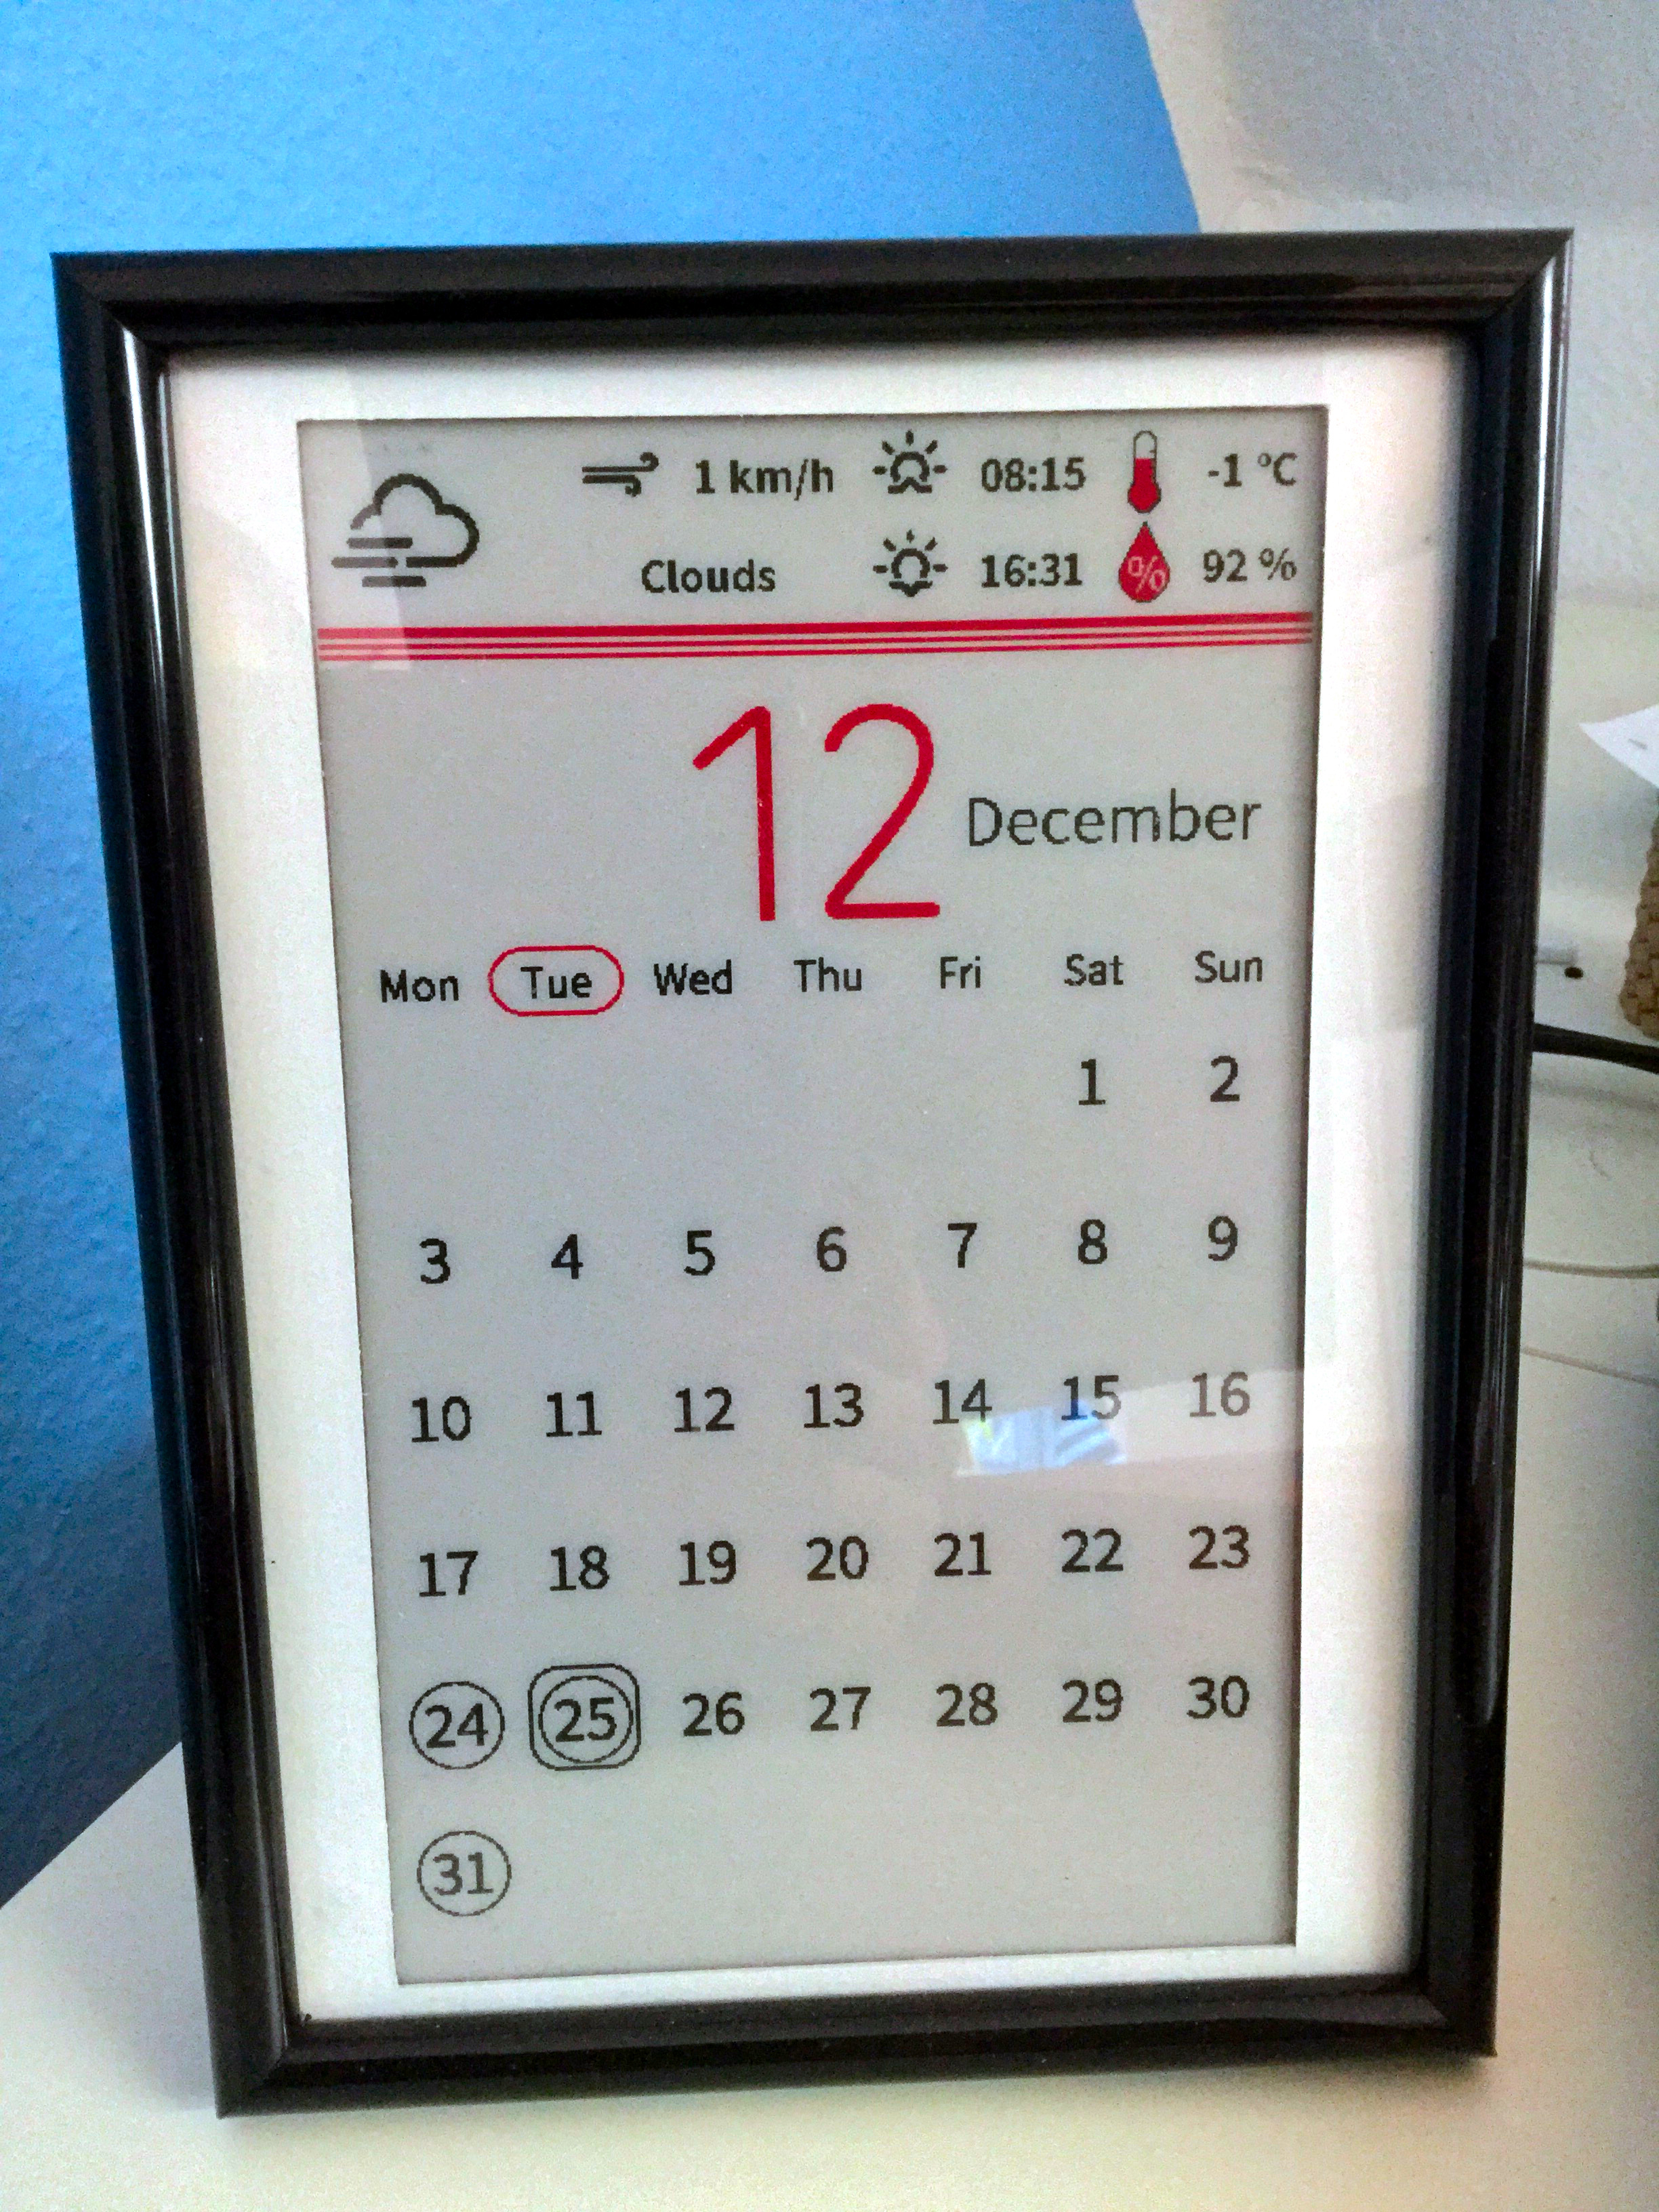 1 km/h 08:15 -1 °C
Clouds 16:31 % 92 %
12 December
Mon Tue Wed Thu Fri Sat Sun
1 2
3 4 5 6 7 8 9
10 11 12 13 14 15 16
17 18 19 20 21 22 23
24 25 26 27 28 29 30
31